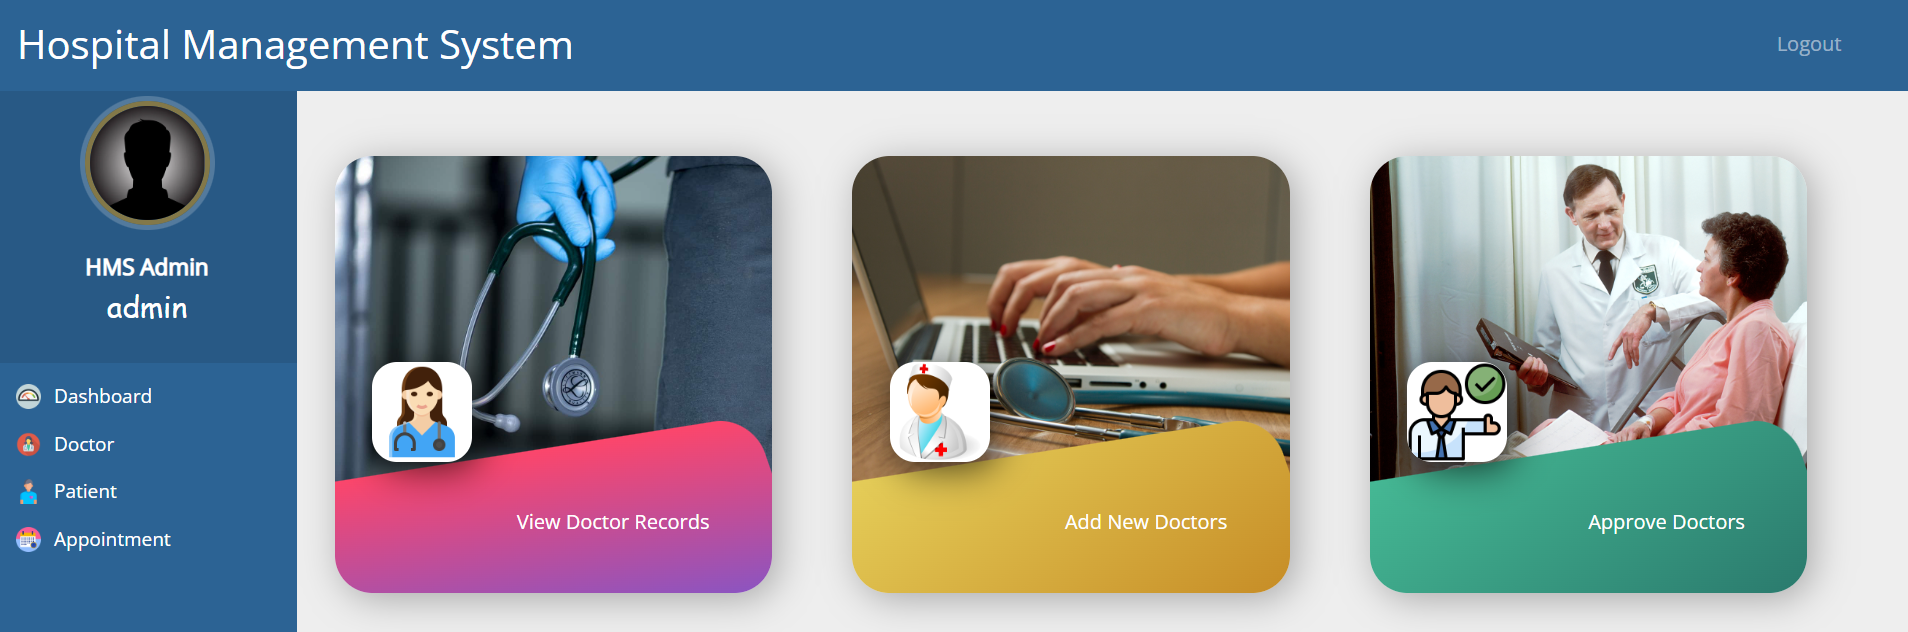 Hospital Management System
Logout
HMS Admin
admin
Dashboard
Doctor
Patient
Appointment
View Doctor Records
Add New Doctors
Approve Doctors